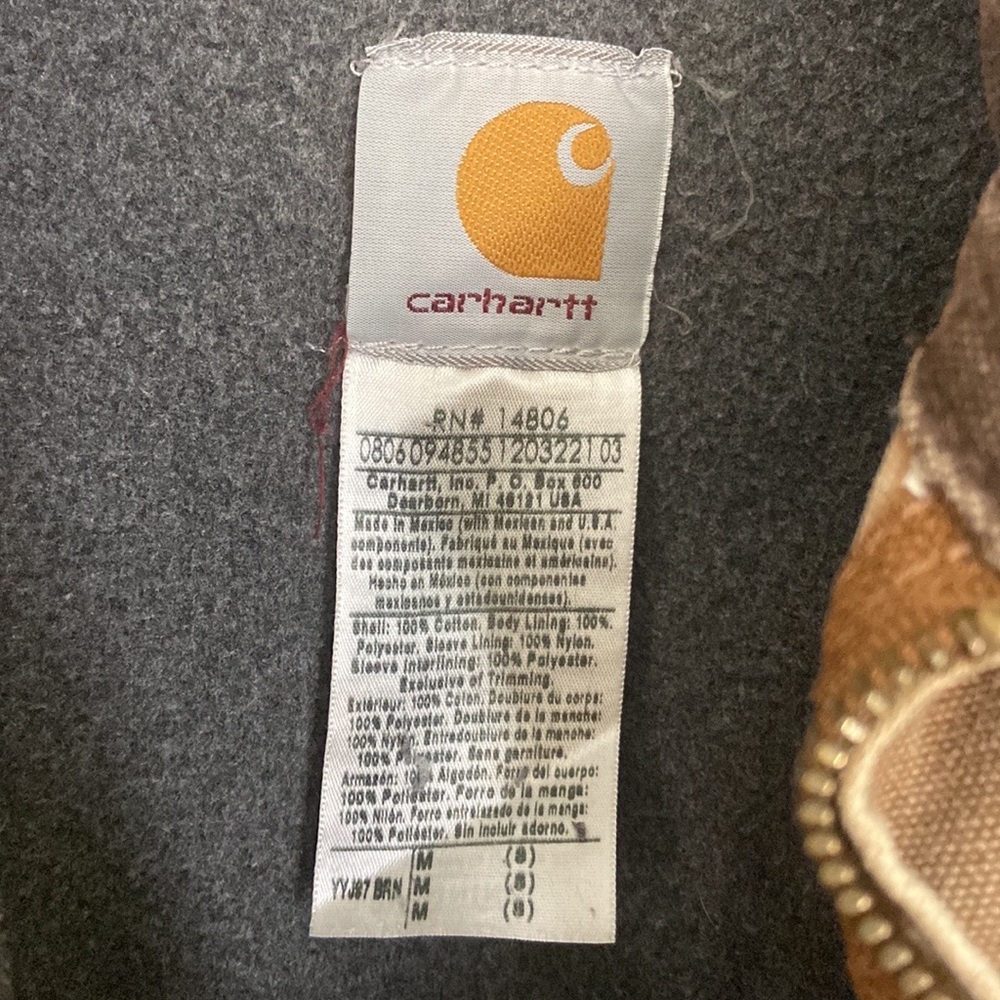 carhartt
RN# 14806
0806094855 120322103
Carhartt, Inc. P. O. Box 600
Dearborn, MI 48121 USA
Made in Mexico (with Mexican and U.S.A.
components). Fabriqué au Mexique (avec
des composants mexicains et américains).
Hecho en México (con componentes
mexicanos y estadounidenses).
Shell: 100% Cotton. Body Lining: 100%
Polyester. Sleeve Lining: 100% Nylon.
Sleeve Interlining: 100% Polyester.
Exclusive of Trimming.
Extérieur: 100% Coton. Doublure du corps:
100% Polyester. Doublure de la manche:
100% Nylon. Entredoublure de la manche:
100% Polyester. Sans garniture.
Armazón: 100% Algodón. Forro del cuerpo:
100% Poliéster. Forro de la manga:
100% Nilón. Forro entrelazado de la manga:
100% Poliéster. Sin incluir adorno.
M (S)
YYJ97 BRN M (S)
M (S)